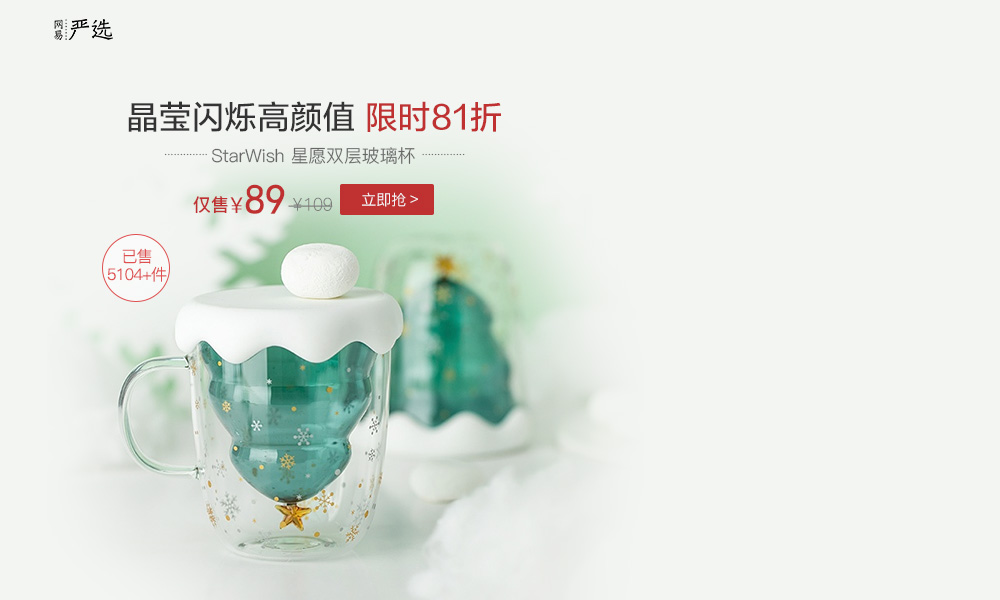 网易严选
晶莹闪烁高颜值 限时81折
StarWish 星愿双层玻璃杯
仅售¥89 ¥109 立即抢 >
已售
5104+件